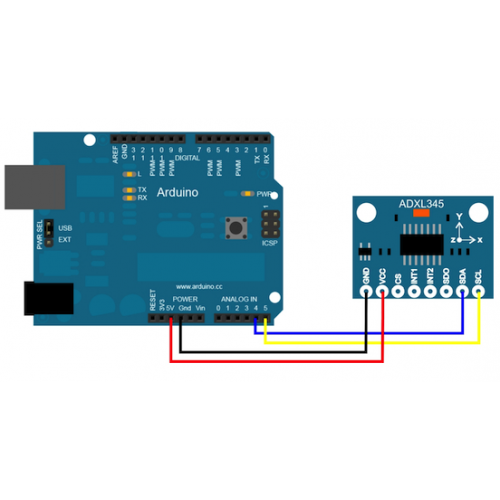 AREF
GND
13
12
PWM 11
PWM 10
PWM 9
8
DIGITAL
7
PWM 6
PWM 5
4
PWM 3
2
TX 1
RX 0
L
TX
RX
Arduino
PWR
PWR SEL
USB
EXT
ICSP
1
www.arduino.cc
POWER
ANALOG IN
RESET
3V3
5V
Gnd
Vin
0 1 2 3 4 5
ADXL345
Y
Z
X
GND
VCC
CS
INT1
INT2
SDO
SDA
SCL